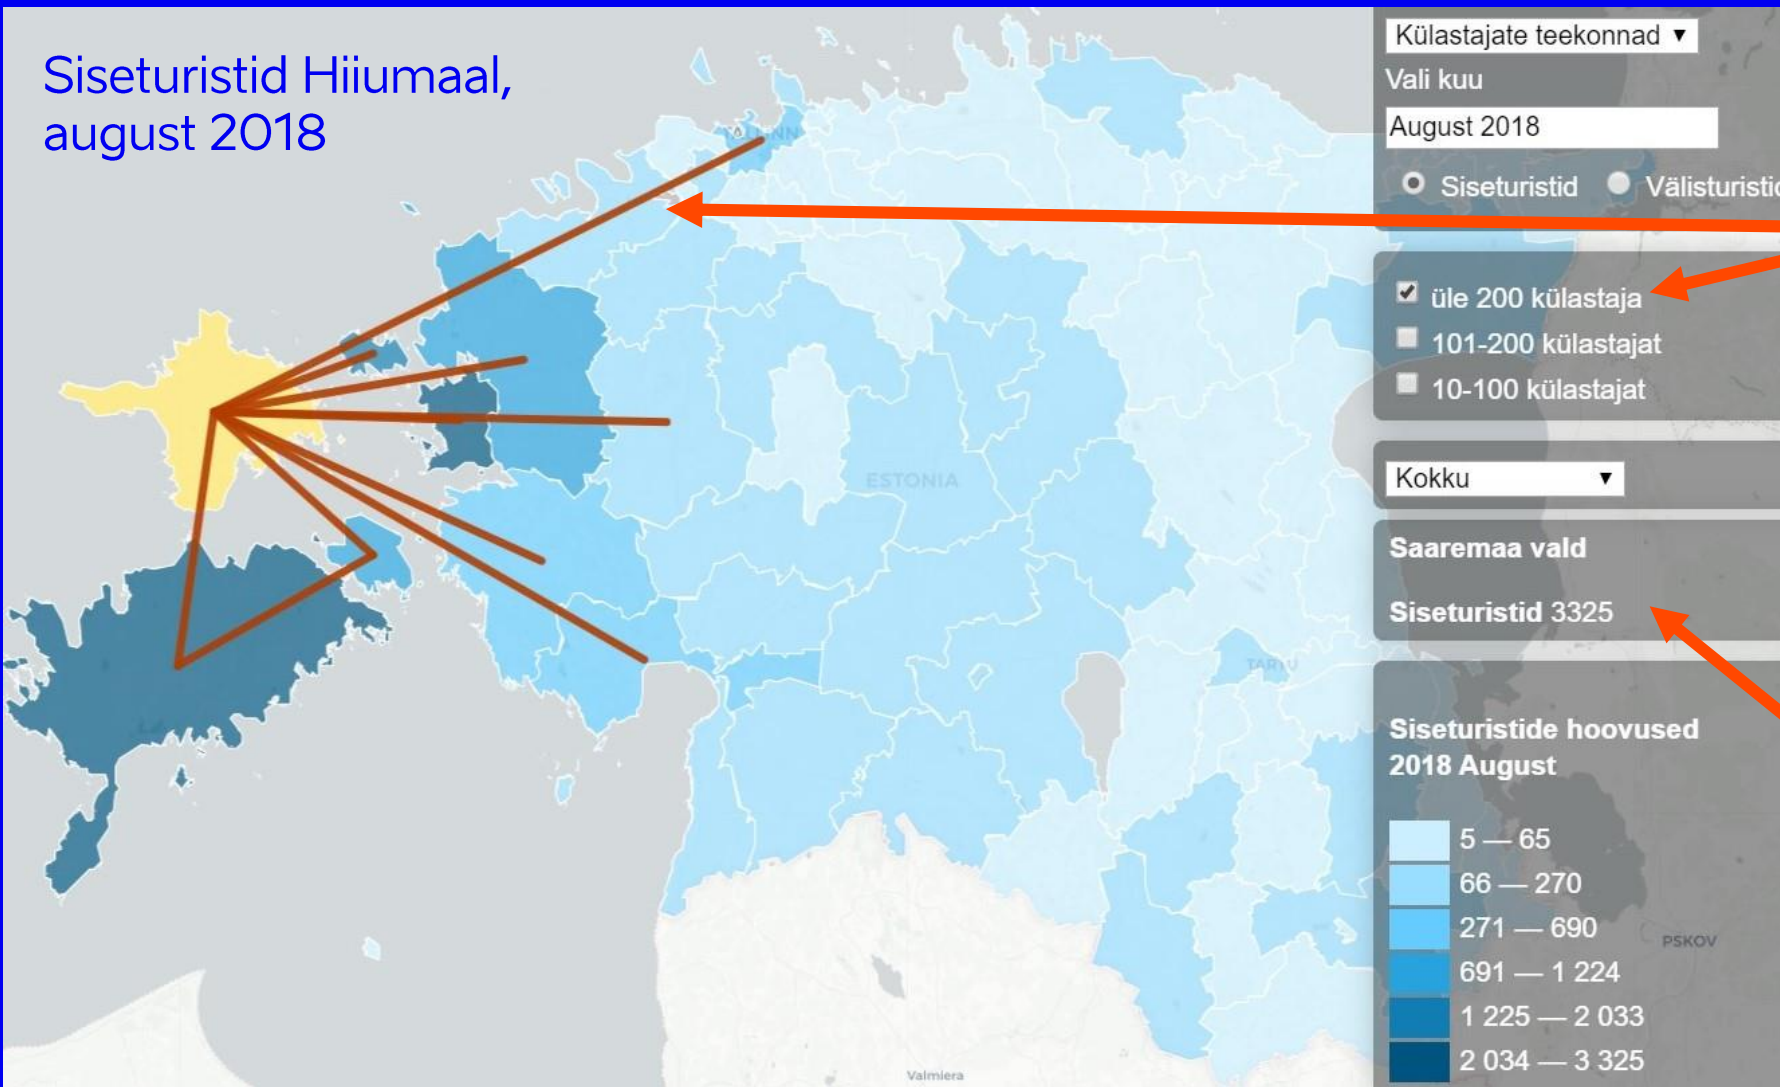 Siseturistid Hiiumaal,
august 2018
TALLINN
ESTONIA
TARTU
PSKOV
Valmiera
Külastajate teekonnad ▼
Vali kuu
August 2018
Siseturistid
Välisturistid
üle 200 külastaja
101-200 külastajat
10-100 külastajat
Kokku ▼
Saaremaa vald
Siseturistid 3325
Siseturistide hoovused
2018 August
5 — 65
66 — 270
271 — 690
691 — 1 224
1 225 — 2 033
2 034 — 3 325